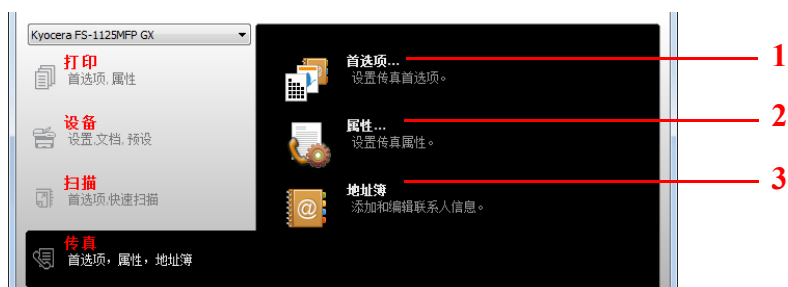 Kyocera FS-1125MFP GX
打印
首选项, 属性
设备
设置,文档, 预设
扫描
首选项,快速扫描
传真
首选项，属性，地址簿
首选项...
设置传真首选项。
1
属性...
设置传真属性。
2
地址簿
添加和编辑联系人信息。
3